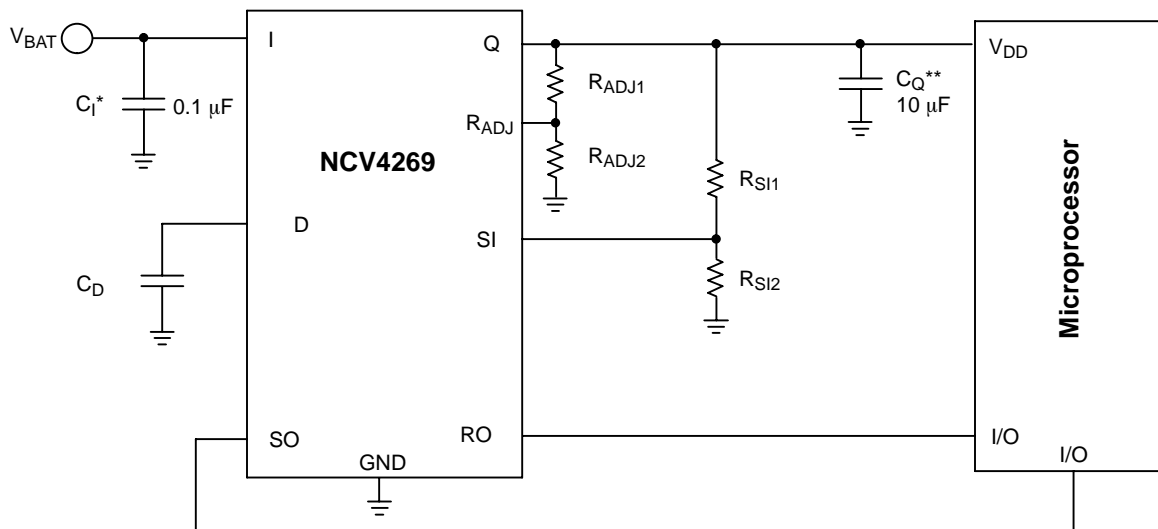 V_BAT
I
Q
V_DD
C_I*
0.1 μF
R_ADJ1
C_Q**
10 μF
R_ADJ
NCV4269
R_ADJ2
R_SI1
D
SI
C_D
R_SI2
Microprocessor
SO
RO
I/O
GND
I/O